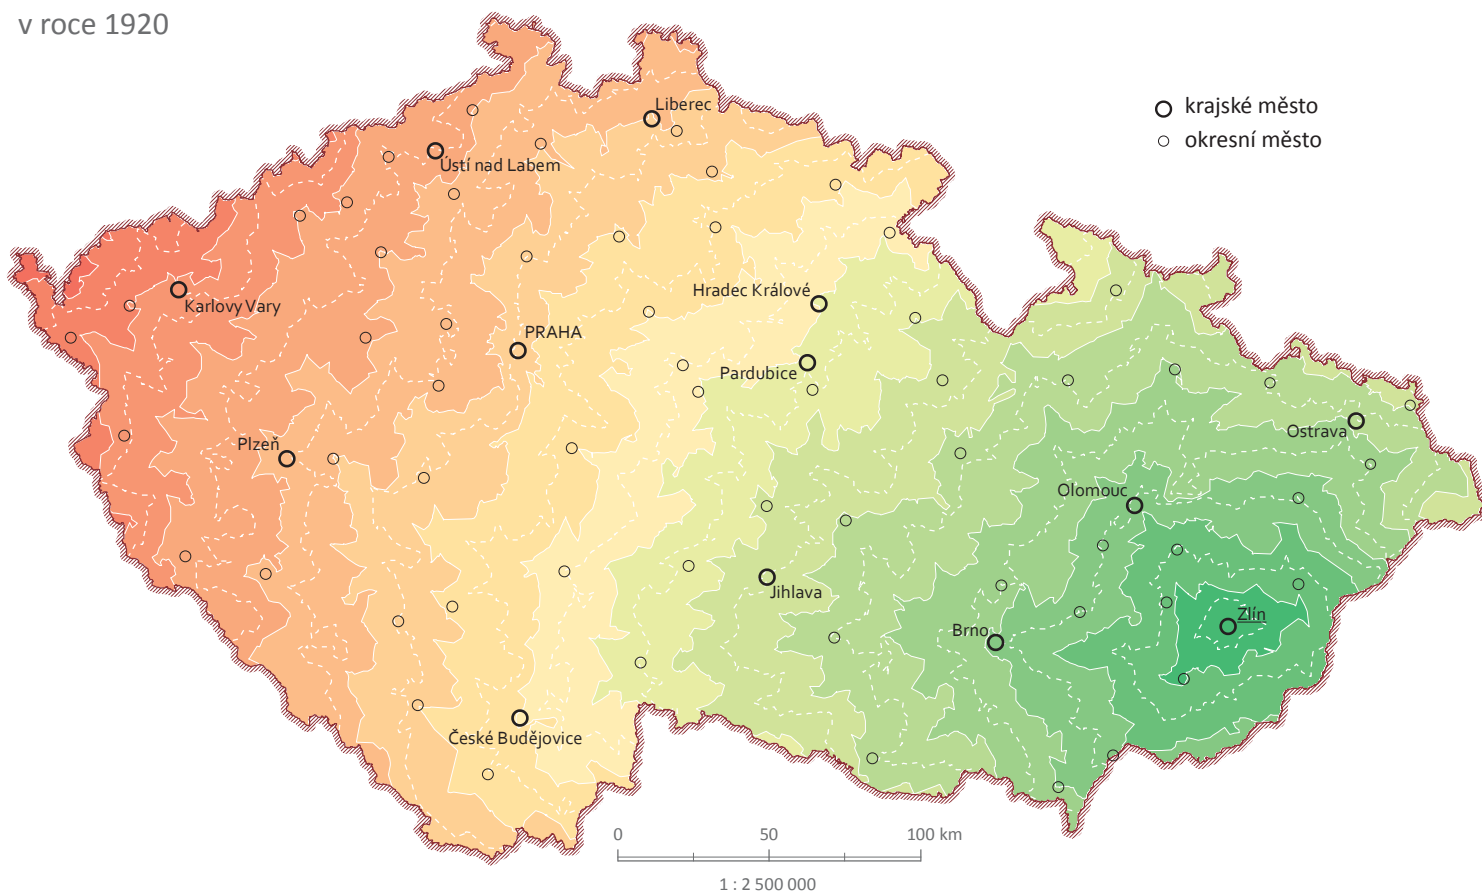 v roce 1920
krajské město
okresní město
Liberec
Ústí nad Labem
Karlovy Vary
Hradec Králové
PRAHA
Pardubice
Plzeň
Ostrava
Olomouc
Jihlava
Zlín
Brno
České Budějovice
0 50 100 km
1 : 2 500 000